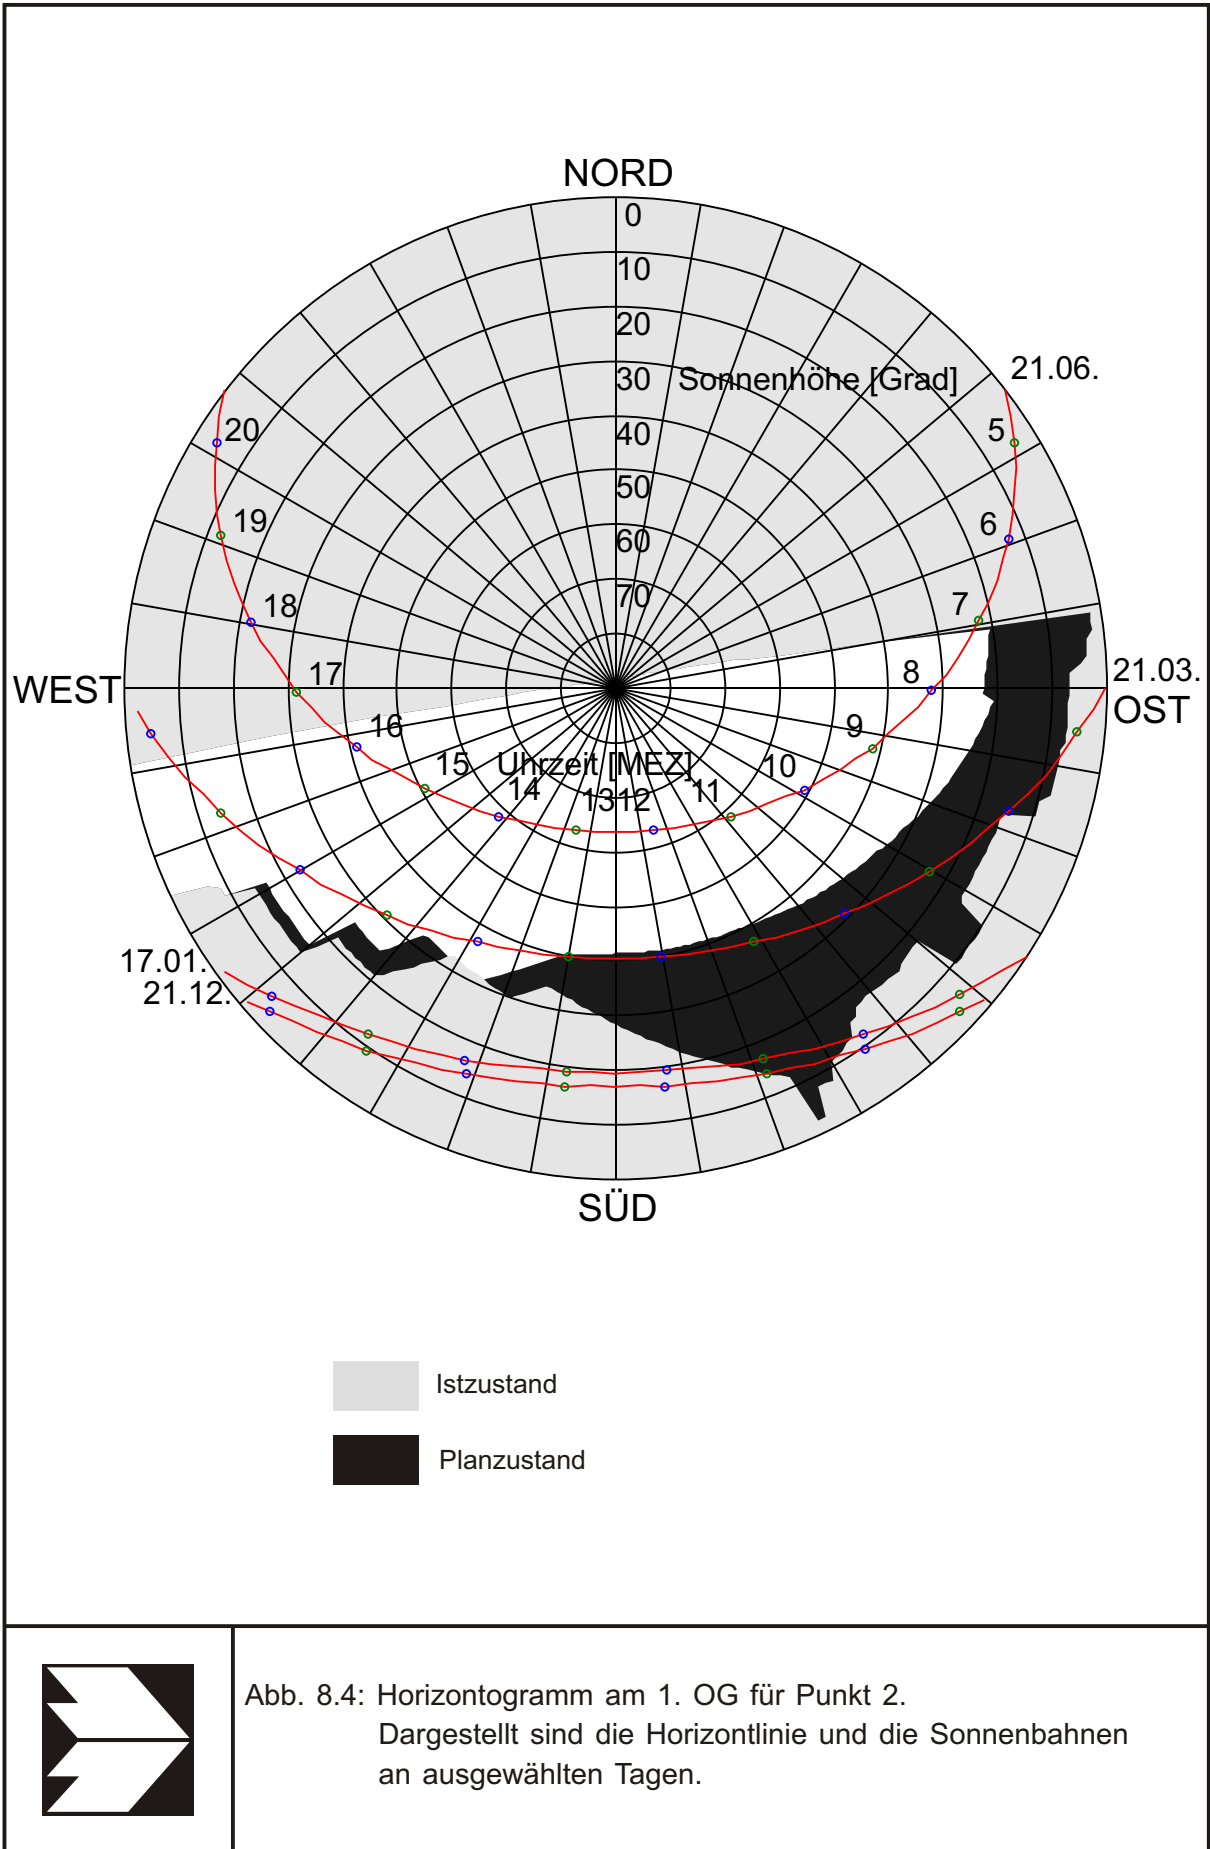 NORD
0
10
20
30
40
50
60
70
Sonnenhöhe [Grad]
21.06.
5
6
7
8
9
10
11
12
13
14
15
16
17
18
19
20
Uhrzeit [MEZ]
WEST
21.03.
OST
17.01.
21.12.
SÜD
Istzustand
Planzustand
Abb. 8.4: Horizontogramm am 1. OG für Punkt 2.
Dargestellt sind die Horizontlinie und die Sonnenbahnen
an ausgewählten Tagen.